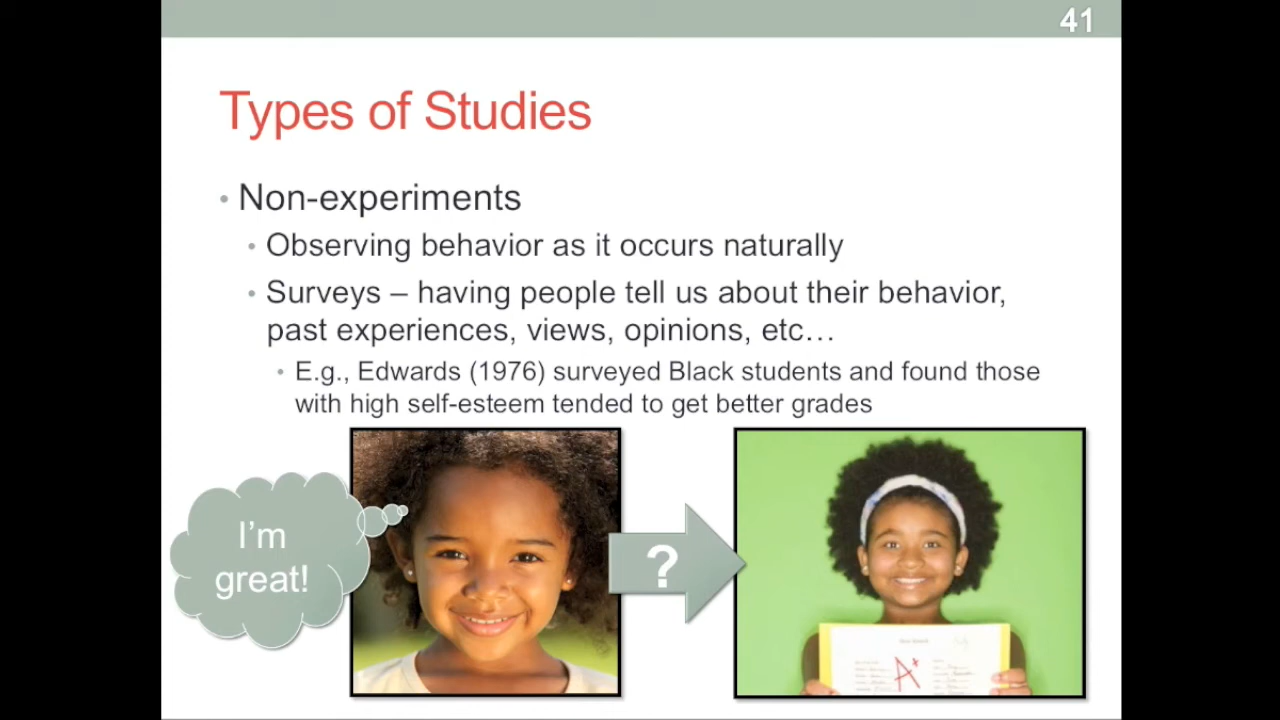 41
Types of Studies
• Non-experiments
• Observing behavior as it occurs naturally
• Surveys – having people tell us about their behavior,
past experiences, views, opinions, etc…
• E.g., Edwards (1976) surveyed Black students and found those
with high self-esteem tended to get better grades
I'm
great!
?
A+